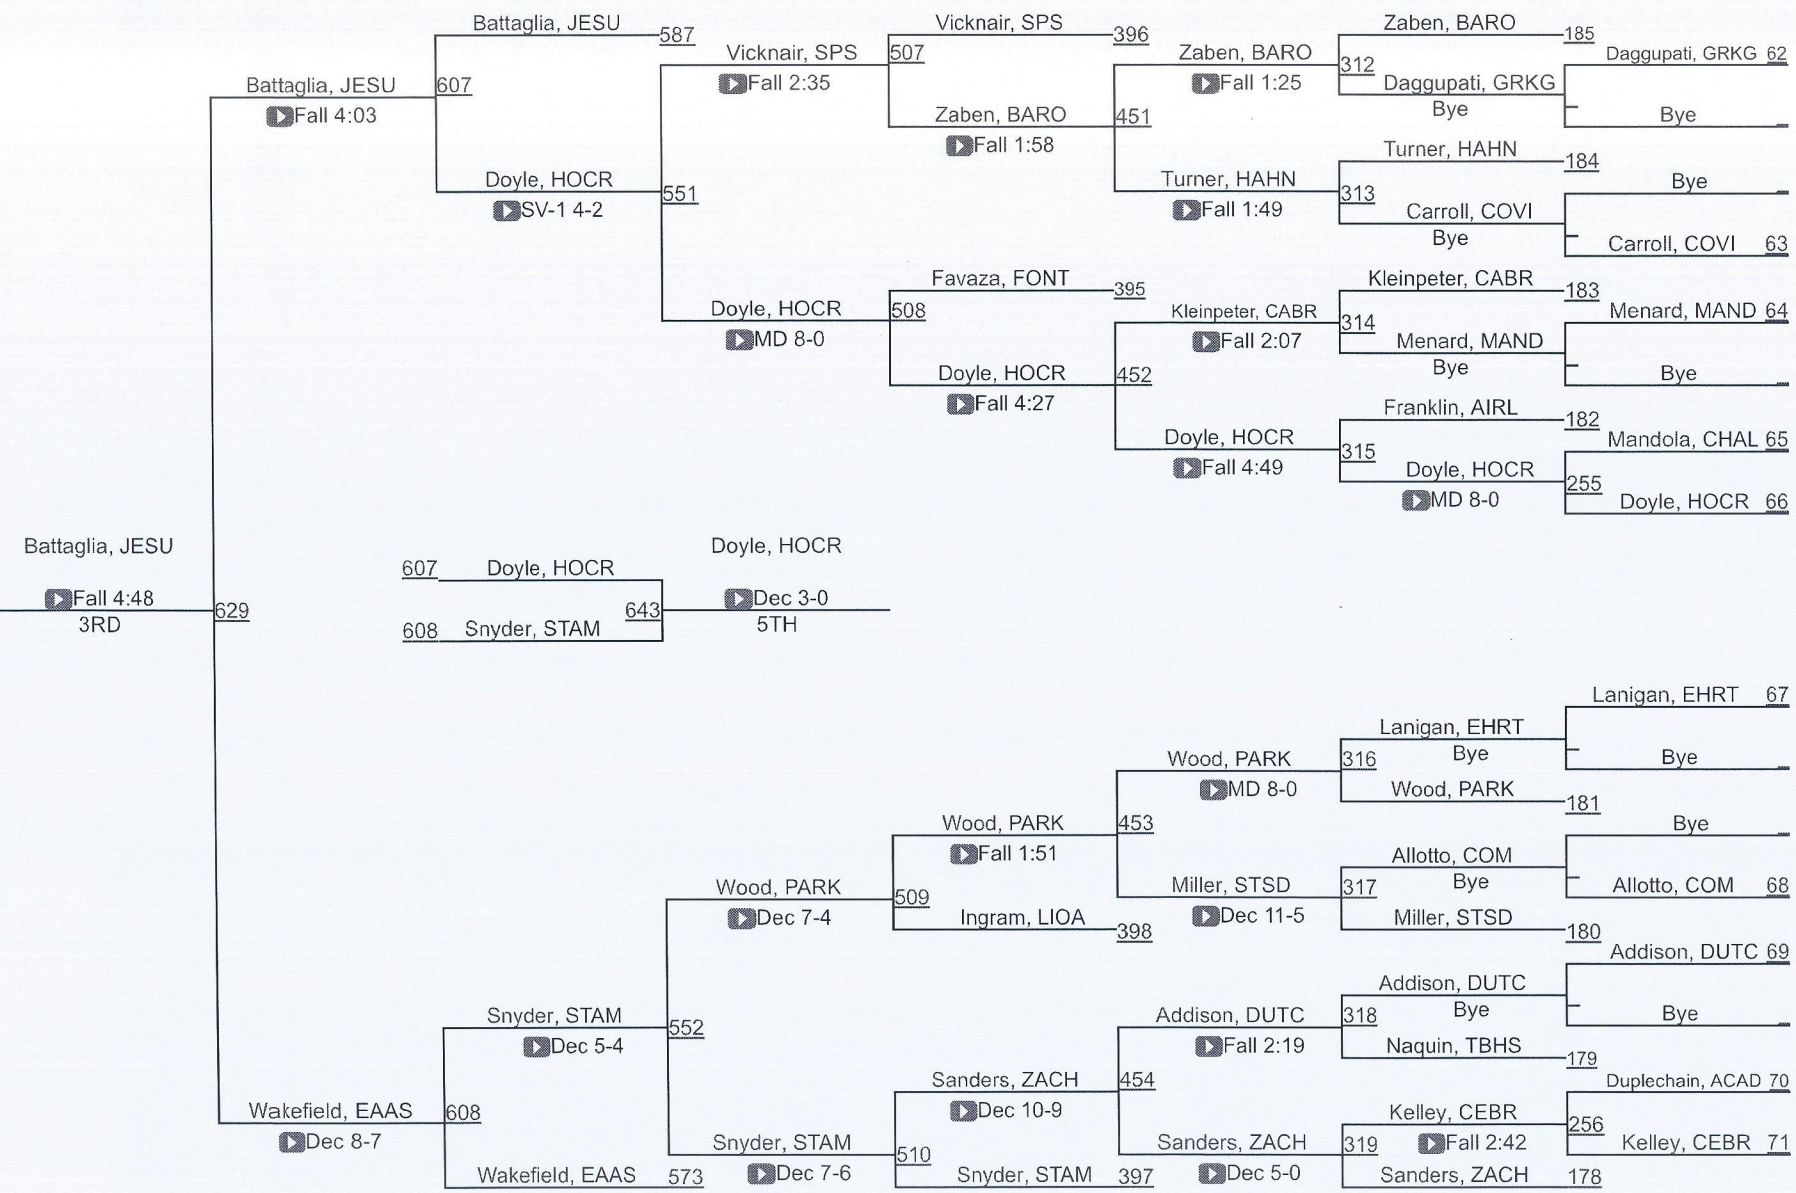 Battaglia, JESU
587
Vicknair, SPS
396
Zaben, BARO
185
Vicknair, SPS
507
Zaben, BARO
312
Daggupati, GRKG 62
Battaglia, JESU
607
Fall 2:35
Fall 1:25
Daggupati, GRKG
Bye
Fall 4:03
Zaben, BARO
451
Bye
Fall 1:58
Turner, HAHN
184
Doyle, HOCR
551
Turner, HAHN
313
Bye
SV-1 4-2
Fall 1:49
Carroll, COVI
Bye
Carroll, COVI 63
Favaza, FONT
395
Kleinpeter, CABR
183
Doyle, HOCR
508
Kleinpeter, CABR
314
Menard, MAND 64
MD 8-0
Fall 2:07
Menard, MAND
Bye
Doyle, HOCR
452
Bye
Fall 4:27
Franklin, AIRL
182
Doyle, HOCR
315
Mandola, CHAL 65
Fall 4:49
Doyle, HOCR
255
MD 8-0
Doyle, HOCR 66
Battaglia, JESU
Doyle, HOCR
607 Doyle, HOCR
Fall 4:48
629
643
Dec 3-0
3RD
608 Snyder, STAM
5TH
Lanigan, EHRT 67
Lanigan, EHRT
Bye
Wood, PARK
316
Bye
MD 8-0
Wood, PARK
181
Wood, PARK
453
Bye
Fall 1:51
Allotto, COM
Bye
Wood, PARK
509
Miller, STSD
317
Allotto, COM 68
Dec 7-4
Ingram, LIOA
398
Dec 11-5
Miller, STSD
180
Addison, DUTC 69
Addison, DUTC
Bye
Snyder, STAM
552
Addison, DUTC
318
Bye
Dec 5-4
Fall 2:19
Naquin, TBHS
179
Sanders, ZACH
454
Duplechain, ACAD 70
Wakefield, EAAS
608
Dec 10-9
Kelley, CEBR
256
Dec 8-7
Snyder, STAM
510
Sanders, ZACH
319
Fall 2:42
Kelley, CEBR 71
Wakefield, EAAS
573
Dec 7-6
Snyder, STAM
397
Dec 5-0
Sanders, ZACH
178